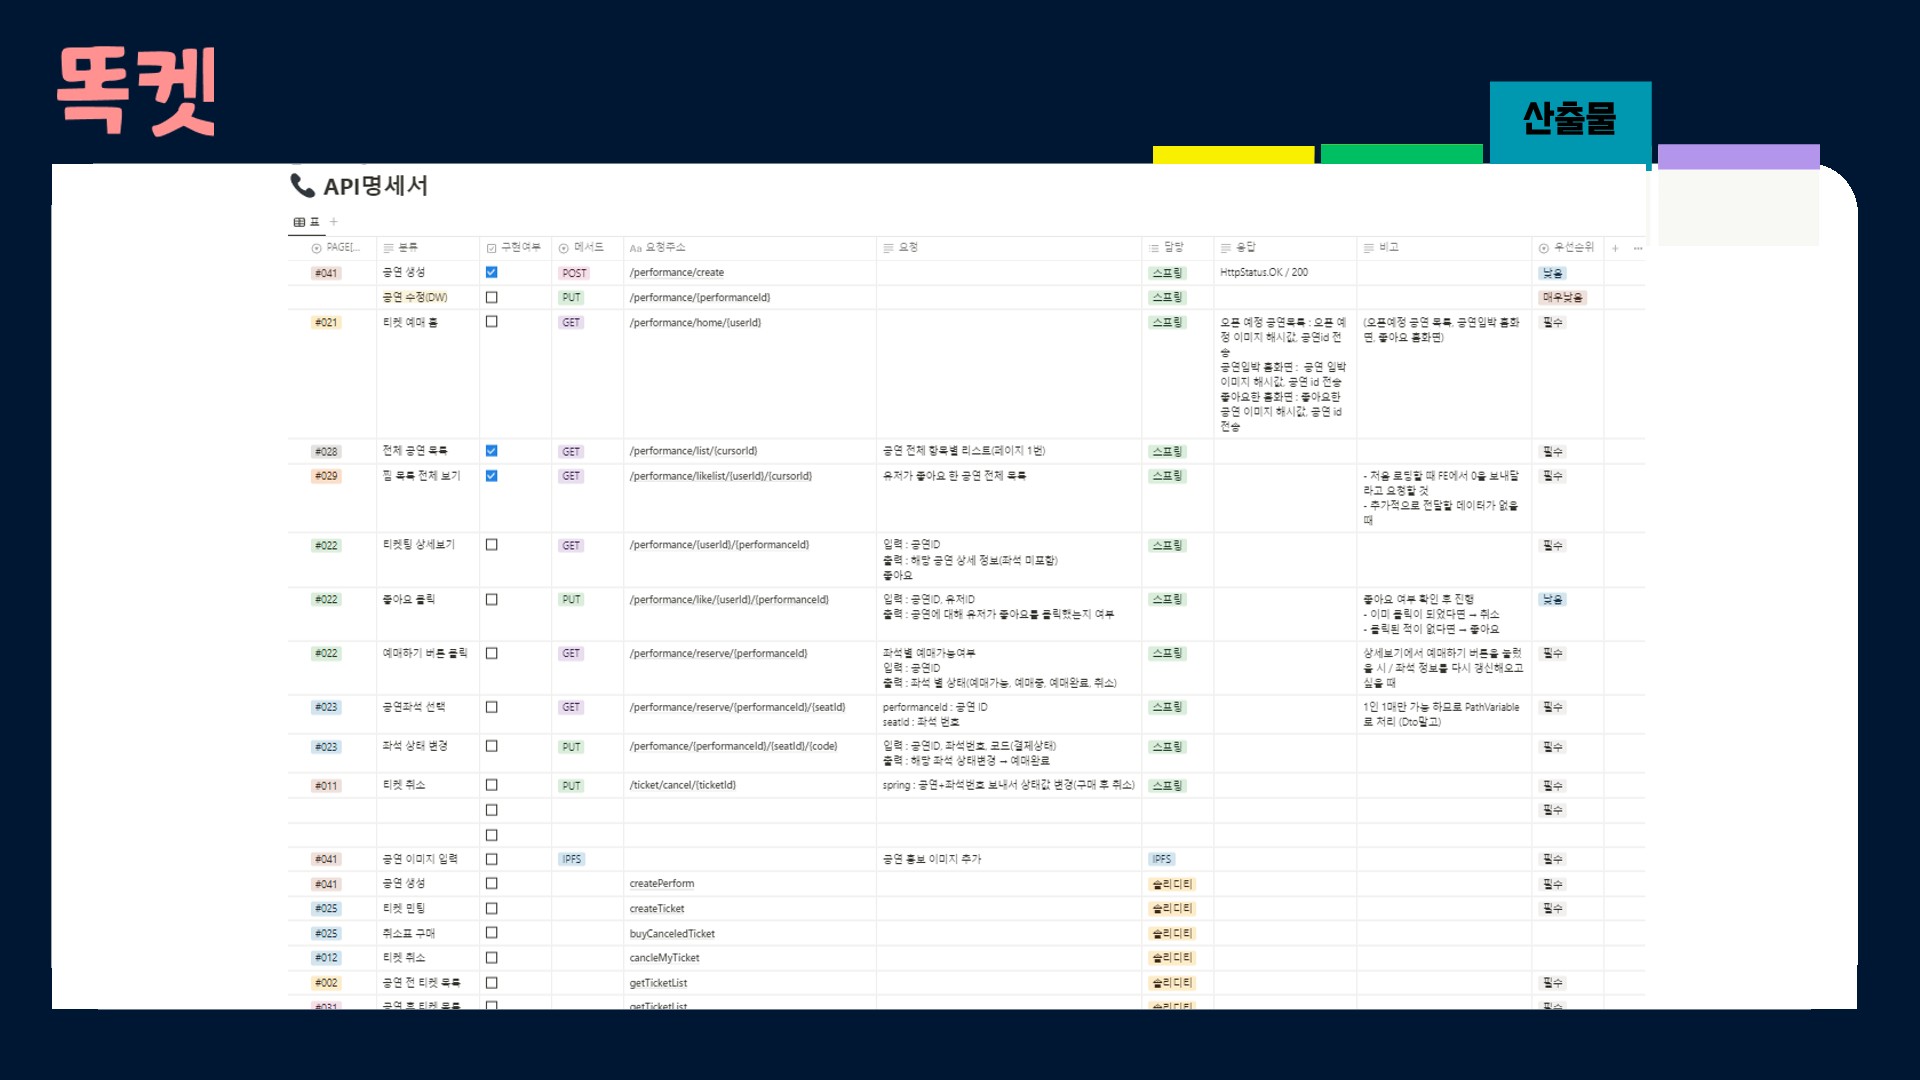 똑켓
산출물
📞 API명세서
표 +
PAGE[... 분류 구현여부 메서드 Aa 요청주소 요청 담당 응답 비고 우선순위 + ...
#041 공연 생성 POST /performance/create 스프링 HttpStatus.OK / 200 낮음
공연 수정(DW) PUT /performance/{performanceId} 스프링 매우낮음
#021 티켓 예매 홈 GET /performance/home/{userId} 스프링 오픈 예정 공연목록 : 오픈 예 (오픈예정 공연 목록, 공연임박 홈화 필수
정 이미지 해시값, 공연id 전 면, 좋아요 홈화면)
송
공연임박 홈화면 : 공연 임박
이미지 해시값, 공연 id 전송
좋아요한 홈화면 : 좋아요한
공연 이미지 해시값, 공연 id
전송
#028 전체 공연 목록 GET /performance/list/{cursorId} 공연 전체 항목별 리스트(페이지 1번) 스프링 필수
#029 찜 목록 전체 보기 GET /performance/likelist/{userId}/{cursorId} 유저가 좋아요 한 공연 전체 목록 스프링 - 처음 로딩할 때 FE에서 0을 보내달 필수
라고 요청할 것
- 추가적으로 전달할 데이터가 없을
때
#022 티켓팅 상세보기 GET /performance/{userId}/{performanceId} 입력 : 공연ID 스프링 필수
출력 : 해당 공연 상세 정보(좌석 미포함)
좋아요
#022 좋아요 클릭 PUT /performance/like/{userId}/{performanceId} 입력 : 공연ID, 유저ID 스프링 좋아요 여부 확인 후 진행 낮음
출력 : 공연에 대해 유저가 좋아요를 클릭했는지 여부 - 이미 클릭이 되었다면 → 취소
- 클릭된 적이 없다면 → 좋아요
#022 예매하기 버튼 클릭 GET /performance/reserve/{performanceId} 좌석별 예매가능여부 스프링 상세보기에서 예매하기 버튼을 눌렀 필수
입력 : 공연ID 을 시 / 좌석 정보를 다시 갱신해오고
출력 : 좌석 별 상태(예매가능, 예매중, 예매완료, 취소) 싶을 때
#023 공연좌석 선택 GET /performance/reserve/{performanceId}/{seatId} performanceId : 공연 ID 스프링 1인 1매만 가능 하므로 PathVariable 필수
seatId : 좌석 번호 로 처리 (Dto말고)
#023 좌석 상태 변경 PUT /perfomance/{performanceId}/{seatId}/{code} 입력 : 공연ID, 좌석번호, 코드(결제상태) 스프링 필수
출력 : 해당 좌석 상태변경 → 예매완료
#011 티켓 취소 PUT /ticket/cancel/{ticketId} spring : 공연+좌석번호 보내서 상태값 변경(구매 후 취소) 스프링 필수
필수
#041 공연 이미지 입력 IPFS 공연 홍보 이미지 추가 IPFS 필수
#041 공연 생성 createPerform 솔리디티 필수
#025 티켓 민팅 createTicket 솔리디티 필수
#025 취소표 구매 buyCanceledTicket 솔리디티
#012 티켓 취소 cancleMyTicket 솔리디티
#002 공연 전 티켓 목록 getTicketList 솔리디티 필수
#031 공연 후 티켓 목록 getTicketList 솔리디티 필수